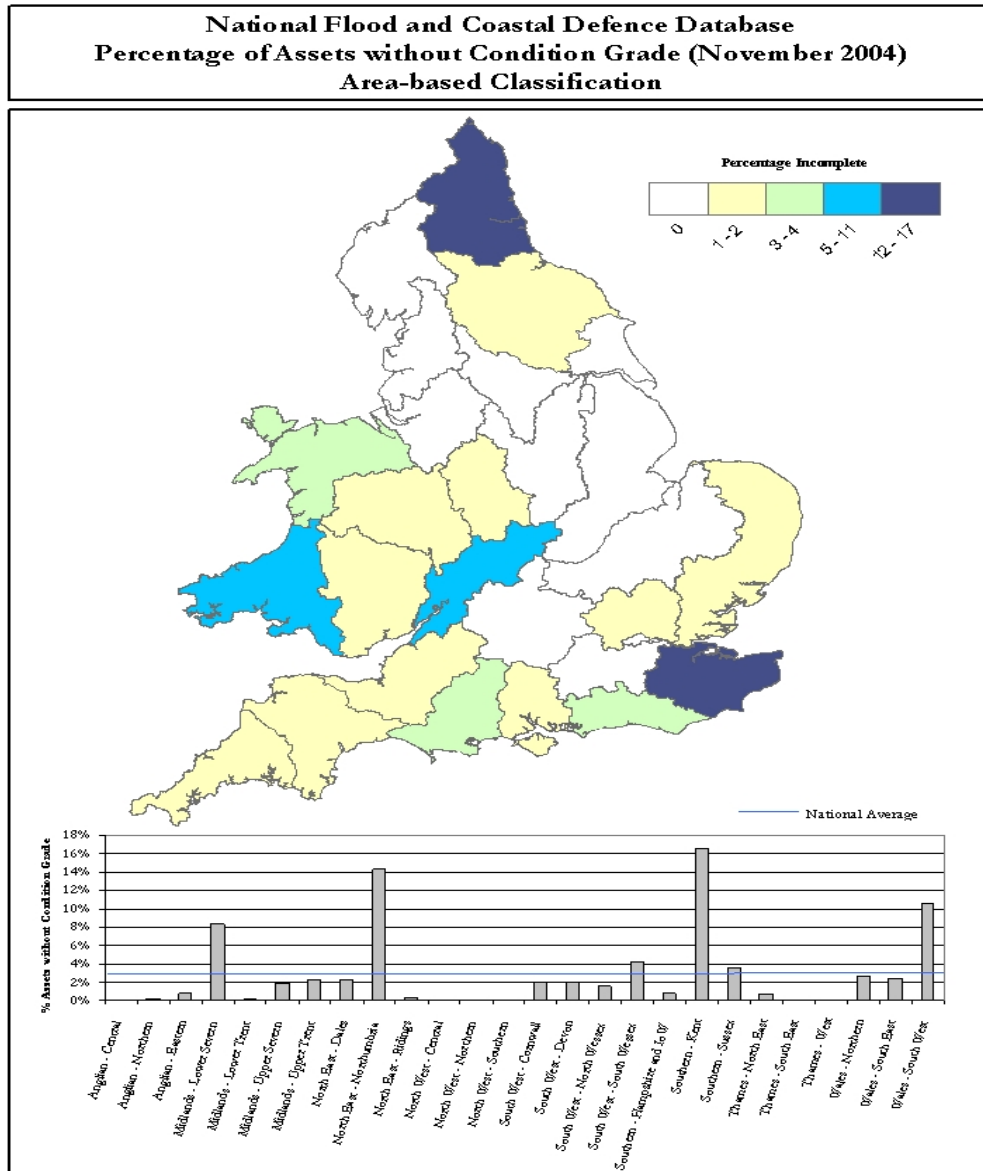 National Flood and Coastal Defence Database
Percentage of Assets without Condition Grade (November 2004)
Area-based Classification
Percentage Incomplete
0
1 - 2
3 - 4
5 - 11
12 - 17
National Average
% Assets without Condition Grade
18%
16%
14%
12%
10%
8%
6%
4%
2%
0%
Anglian - Central
Anglian - Northern
Anglian - Eastern
Midlands - Lower Severn
Midlands - Lower Trent
Midlands - Upper Severn
Midlands - Upper Trent
North East - Dales
North East - Northumbria
North East - Ridings
North West - Central
North West - Northern
North West - Southern
South West - Cornwall
South West - Devon
South West - North Wessex
South West - South Wessex
Southern - Hampshire and IoW
Southern - Kent
Southern - Sussex
Thames - North East
Thames - South East
Thames - West
Wales - Northern
Wales - South East
Wales - South West